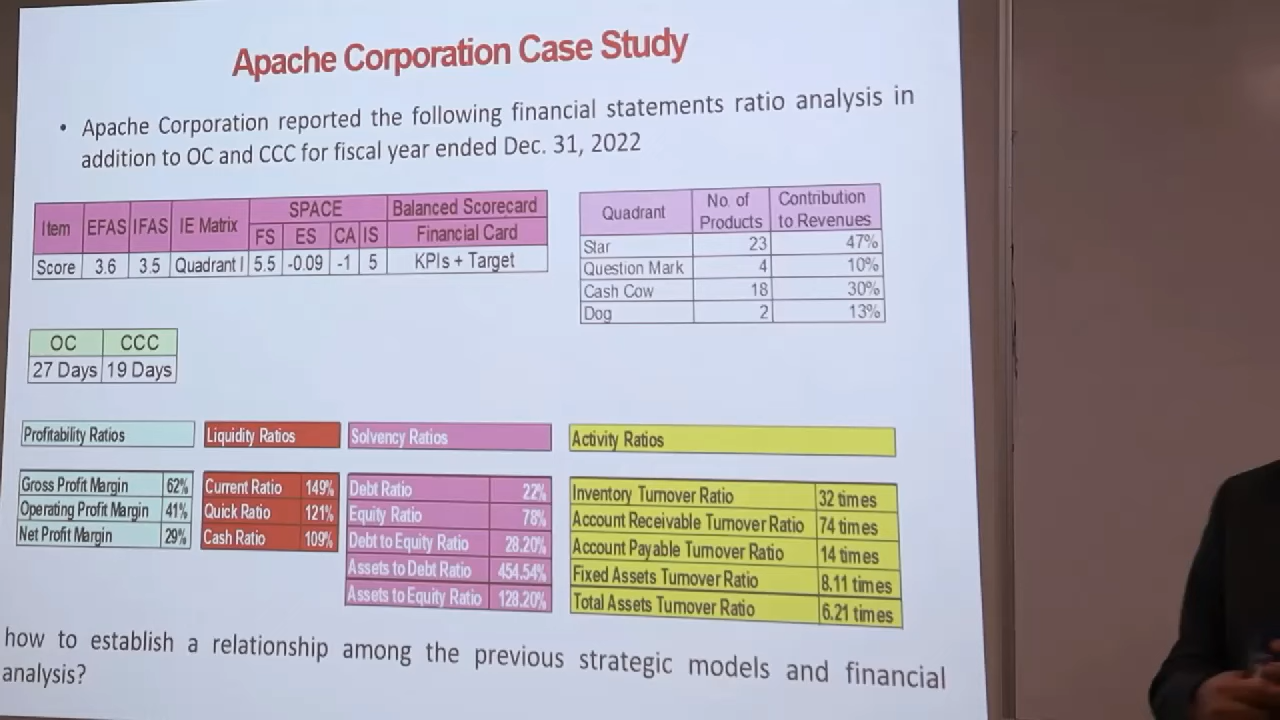 Apache Corporation Case Study
• Apache Corporation reported the following financial statements ratio analysis in
addition to OC and CCC for fiscal year ended Dec. 31, 2022
Item EFAS IFAS IE Matrix SPACE Balanced Scorecard
FS ES CA IS Financial Card
Score 3.6 3.5 Quadrant I 5.5 -0.09 -1 5 KPIs + Target
Quadrant No. of Products Contribution to Revenues
Star 23 47%
Question Mark 4 10%
Cash Cow 18 30%
Dog 2 13%
OC CCC
27 Days 19 Days
Profitability Ratios
Gross Profit Margin 62%
Operating Profit Margin 41%
Net Profit Margin 29%
Liquidity Ratios
Current Ratio 149%
Quick Ratio 121%
Cash Ratio 109%
Solvency Ratios
Debt Ratio 22%
Equity Ratio 78%
Debt to Equity Ratio 28.20%
Assets to Debt Ratio 454.54%
Assets to Equity Ratio 128.20%
Activity Ratios
Inventory Turnover Ratio 32 times
Account Receivable Turnover Ratio 74 times
Account Payable Turnover Ratio 14 times
Fixed Assets Turnover Ratio 8.11 times
Total Assets Turnover Ratio 6.21 times
how to establish a relationship among the previous strategic models and financial
analysis?